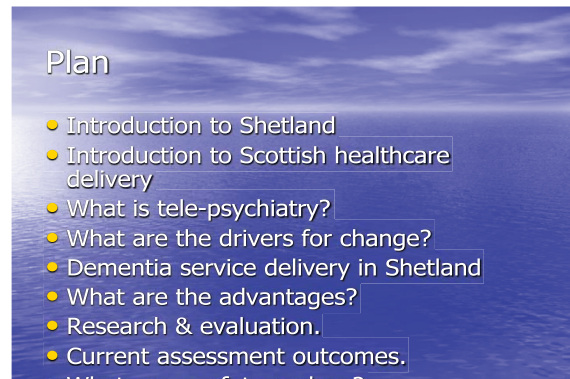 Plan
Introduction to Shetland
Introduction to Scottish healthcare
delivery
What is tele-psychiatry?
What are the drivers for change?
Dementia service delivery in Shetland
What are the advantages?
Research & evaluation.
Current assessment outcomes.